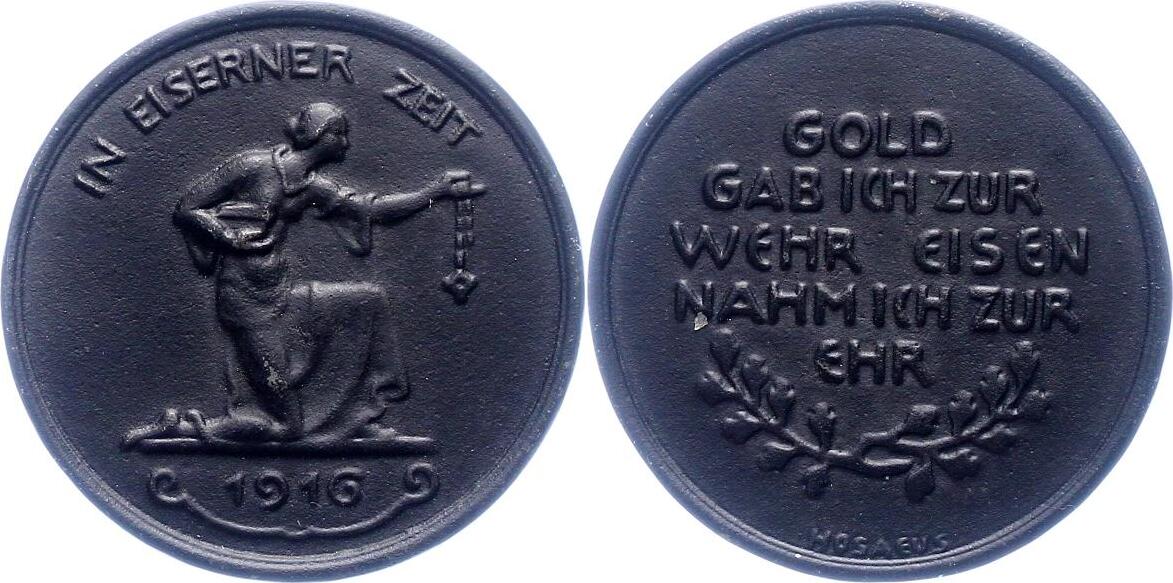 IN EISERNER ZEIT
1916
GOLD
GAB ICH ZUR
WEHR EISEN
NAHM ICH ZUR
EHR
HOSAEUS